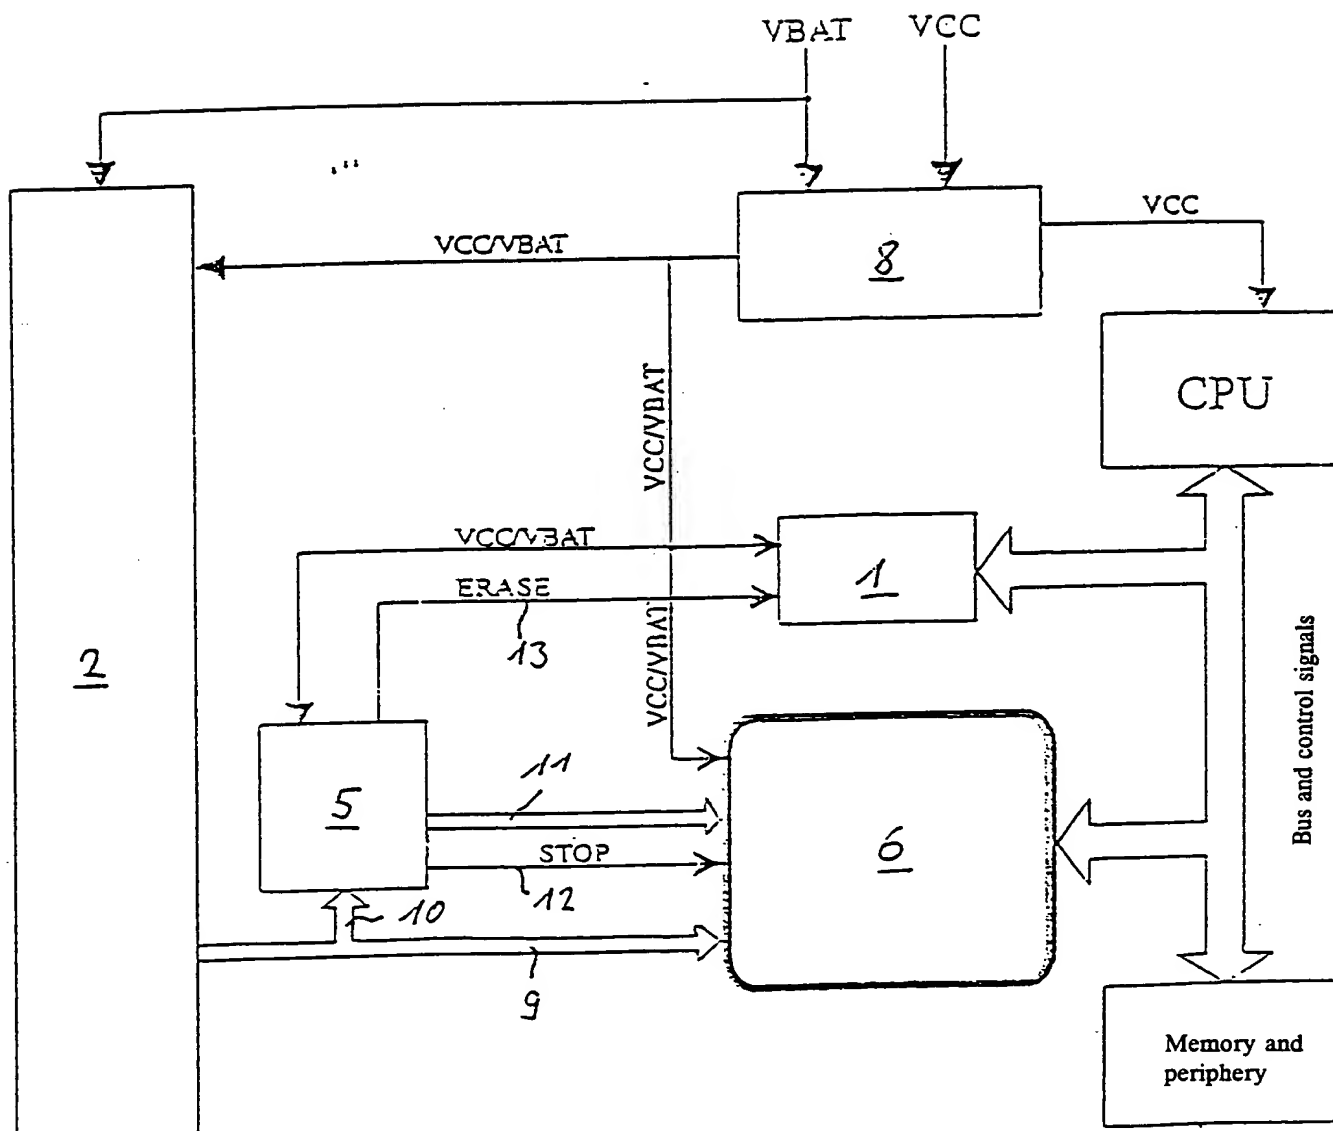 VBAT VCC
VCC
VCC/VBAT
8
CPU
VCC/VBAT
VCC/VBAT
1
ERASE
13
VCC/VBAT
2
Bus and control signals
11
5
STOP
6
12
10
9
Memory and
periphery